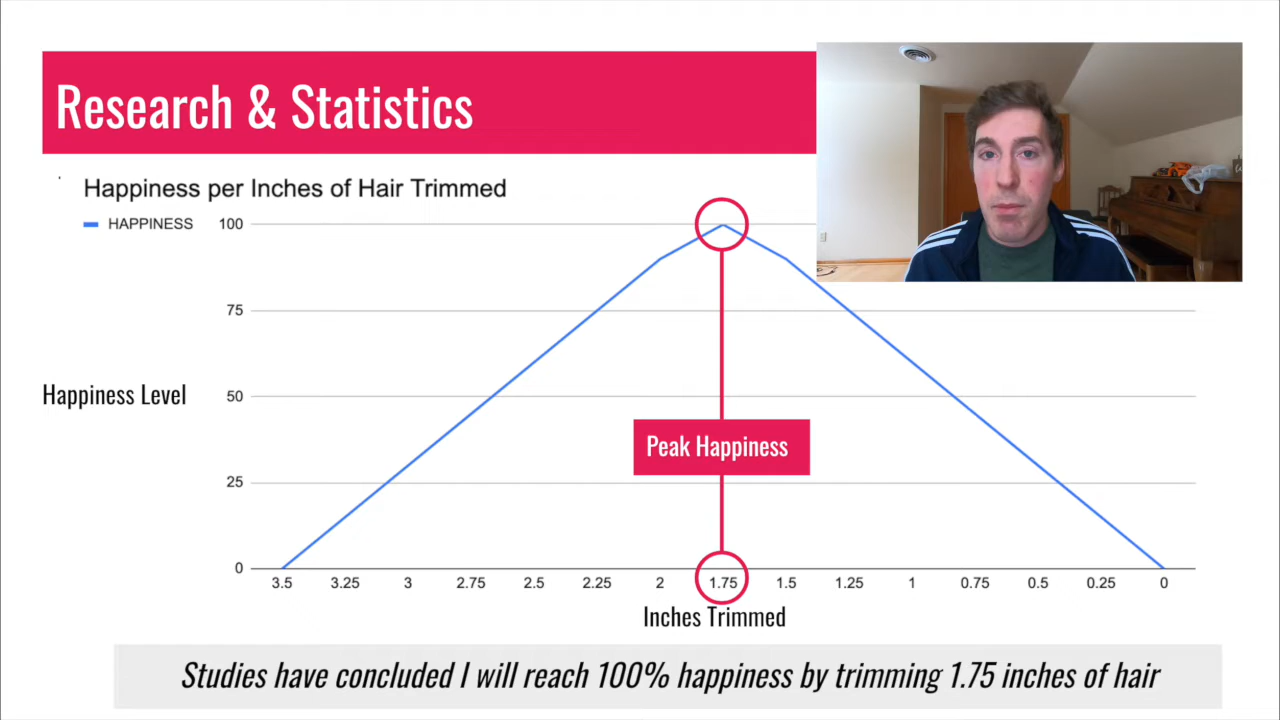 Research & Statistics
Happiness per Inches of Hair Trimmed
HAPPINESS
100
75
Happiness Level
50
Peak Happiness
25
0
3.5 3.25 3 2.75 2.5 2.25 2 1.75 1.5 1.25 1 0.75 0.5 0.25 0
Inches Trimmed
Studies have concluded I will reach 100% happiness by trimming 1.75 inches of hair